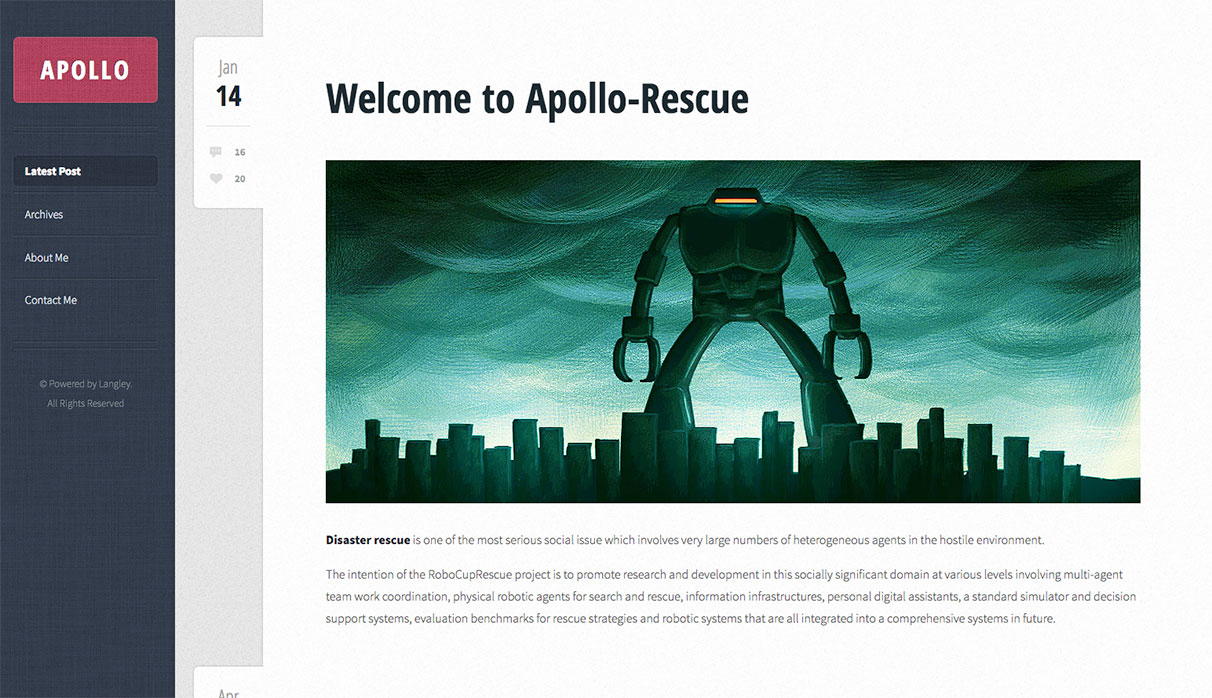 APOLLO
Latest Post
Archives
About Me
Contact Me
© Powered by Langley.
All Rights Reserved
Jan
14
16
20
Welcome to Apollo-Rescue
Disaster rescue is one of the most serious social issue which involves very large numbers of heterogeneous agents in the hostile environment.
The intention of the RoboCupRescue project is to promote research and development in this socially significant domain at various levels involving multi-agent
team work coordination, physical robotic agents for search and rescue, information infrastructures, personal digital assistants, a standard simulator and decision
support systems, evaluation benchmarks for rescue strategies and robotic systems that are all integrated into a comprehensive systems in future.
Apr